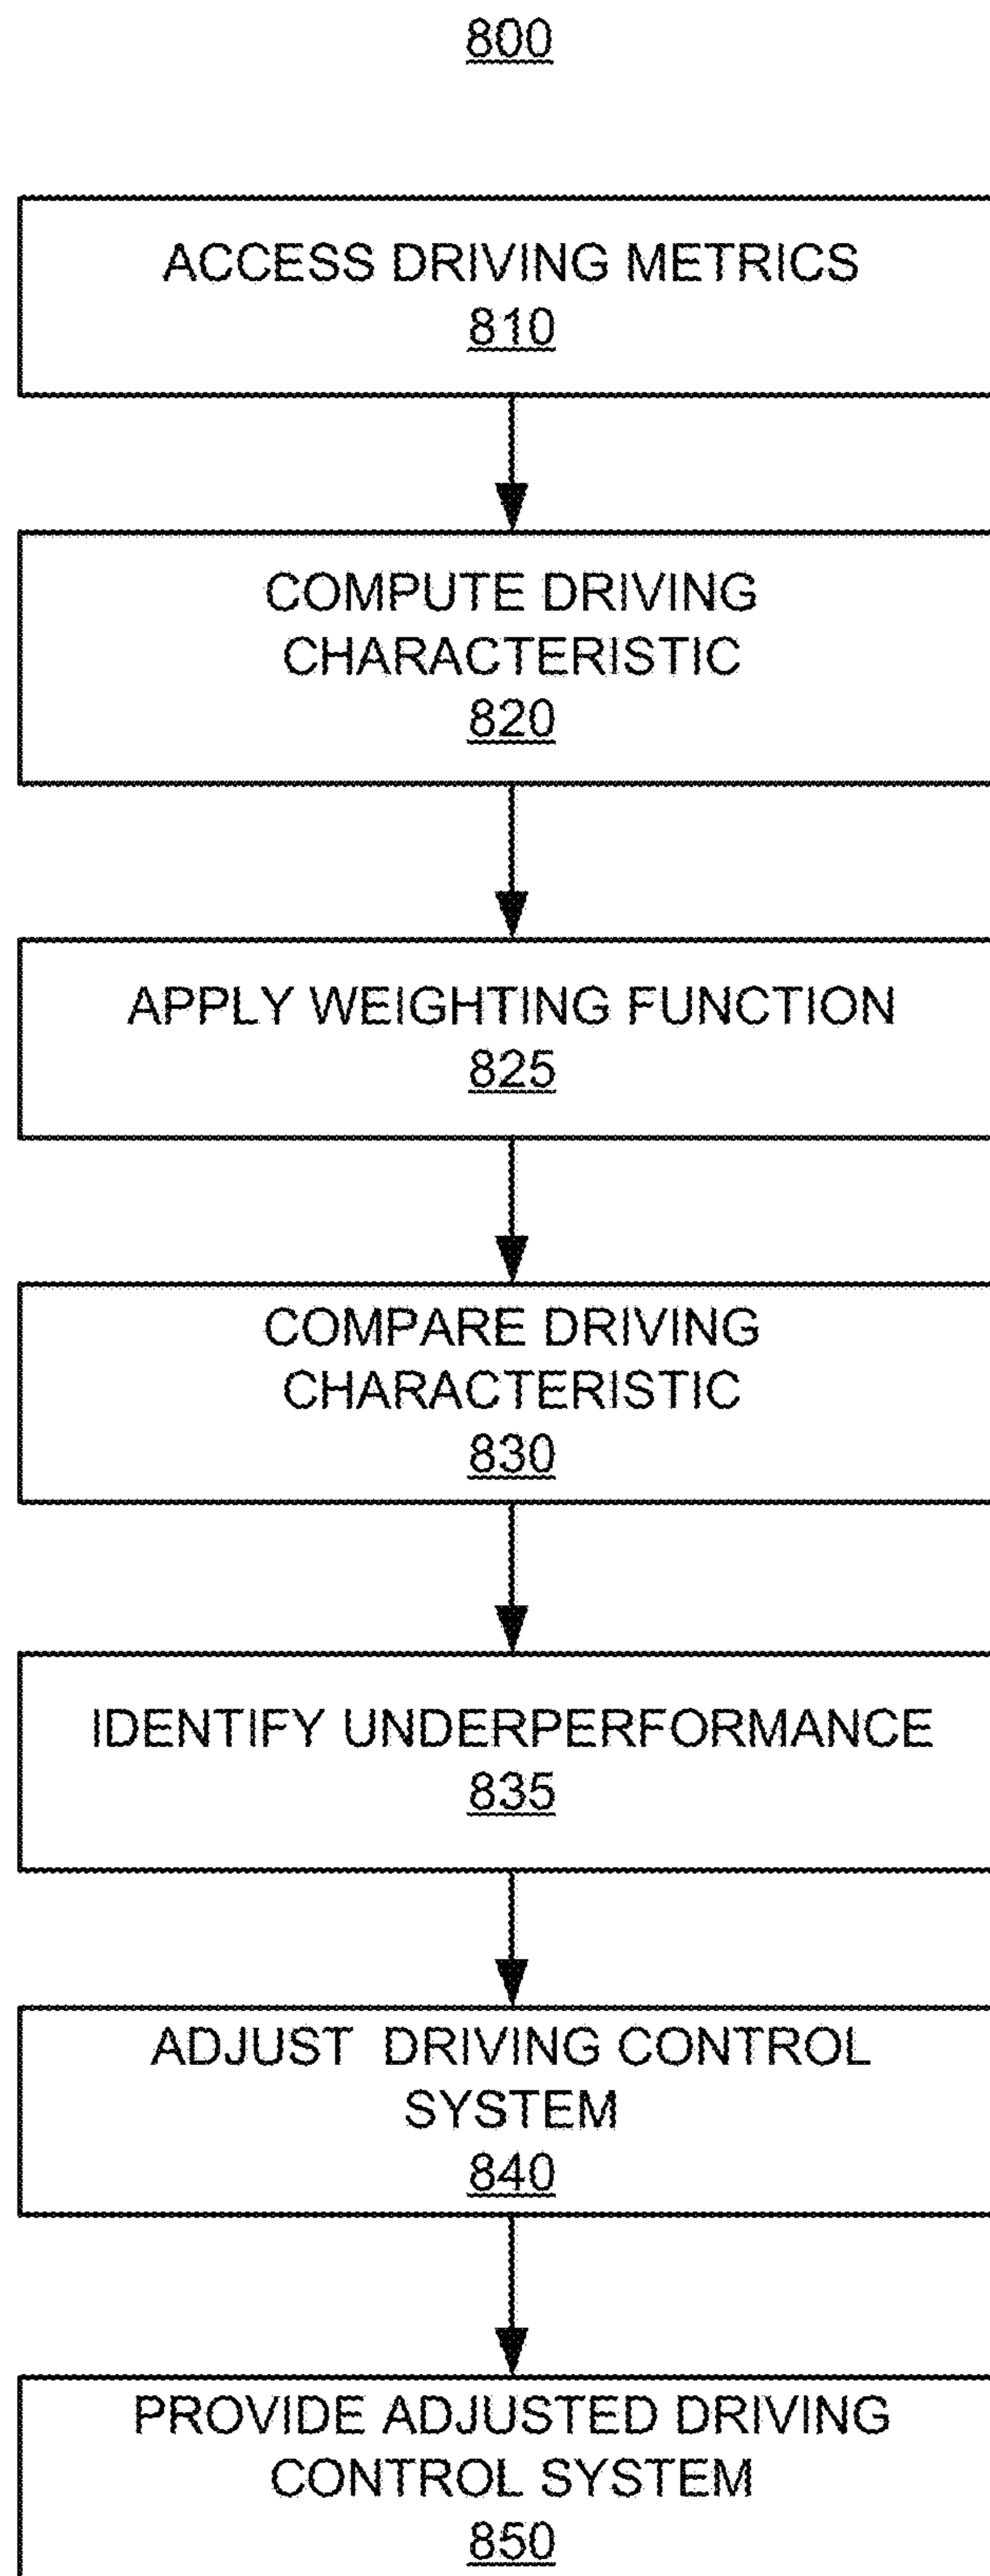 800
ACCESS DRIVING METRICS
810
COMPUTE DRIVING
CHARACTERISTIC
820
APPLY WEIGHTING FUNCTION
825
COMPARE DRIVING
CHARACTERISTIC
830
IDENTIFY UNDERPERFORMANCE
835
ADJUST DRIVING CONTROL
SYSTEM
840
PROVIDE ADJUSTED DRIVING
CONTROL SYSTEM
850